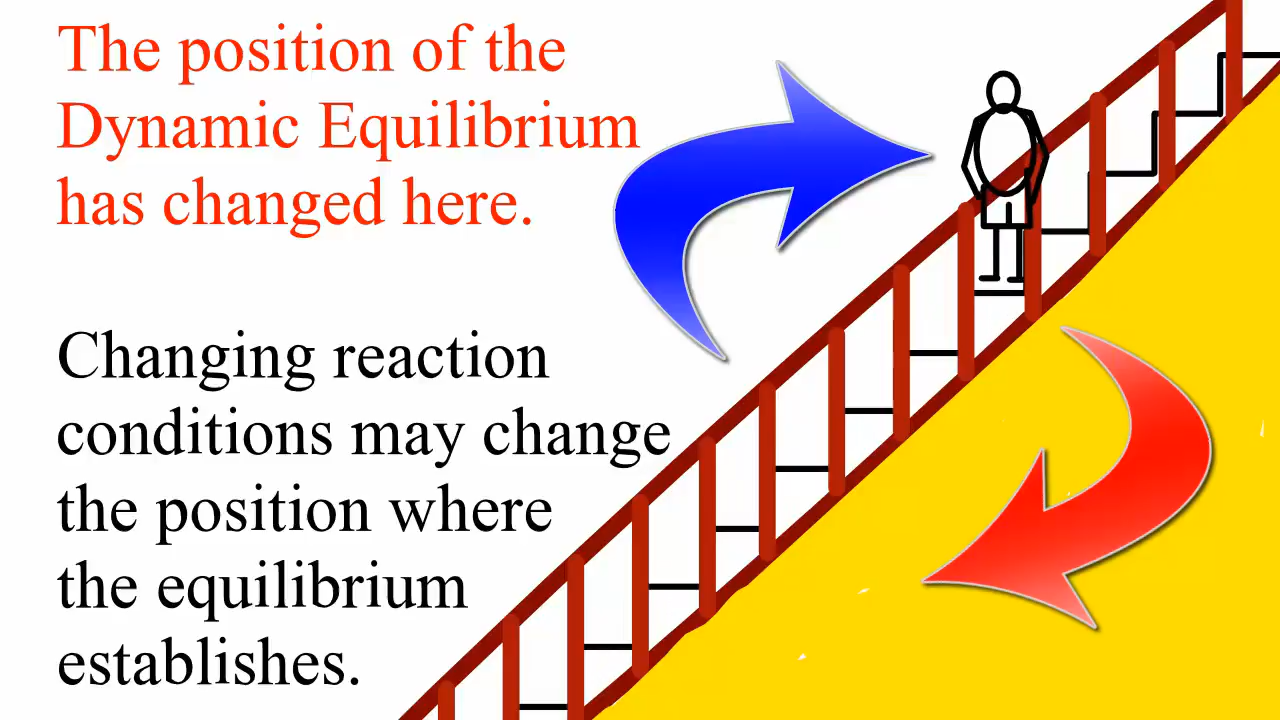 The position of the
Dynamic Equilibrium
has changed here.
Changing reaction
conditions may change
the position where
the equilibrium
establishes.